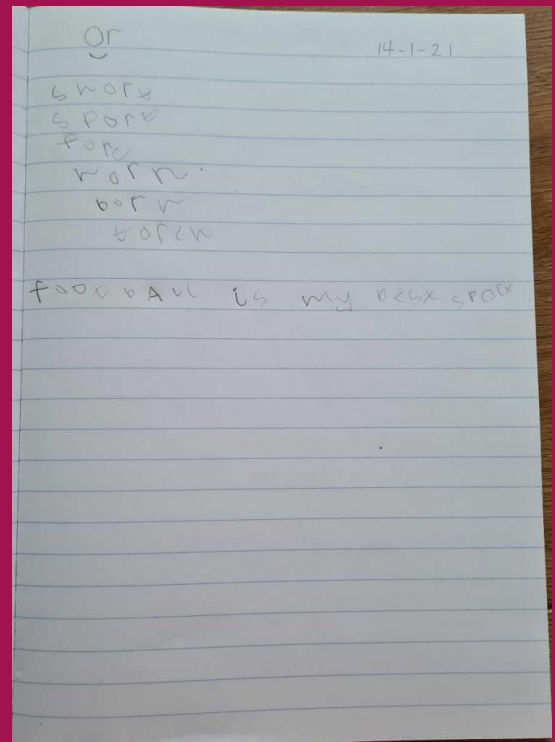 Or
14-1-21
short
sport
fork
horn.
born
torch
football is my best sport